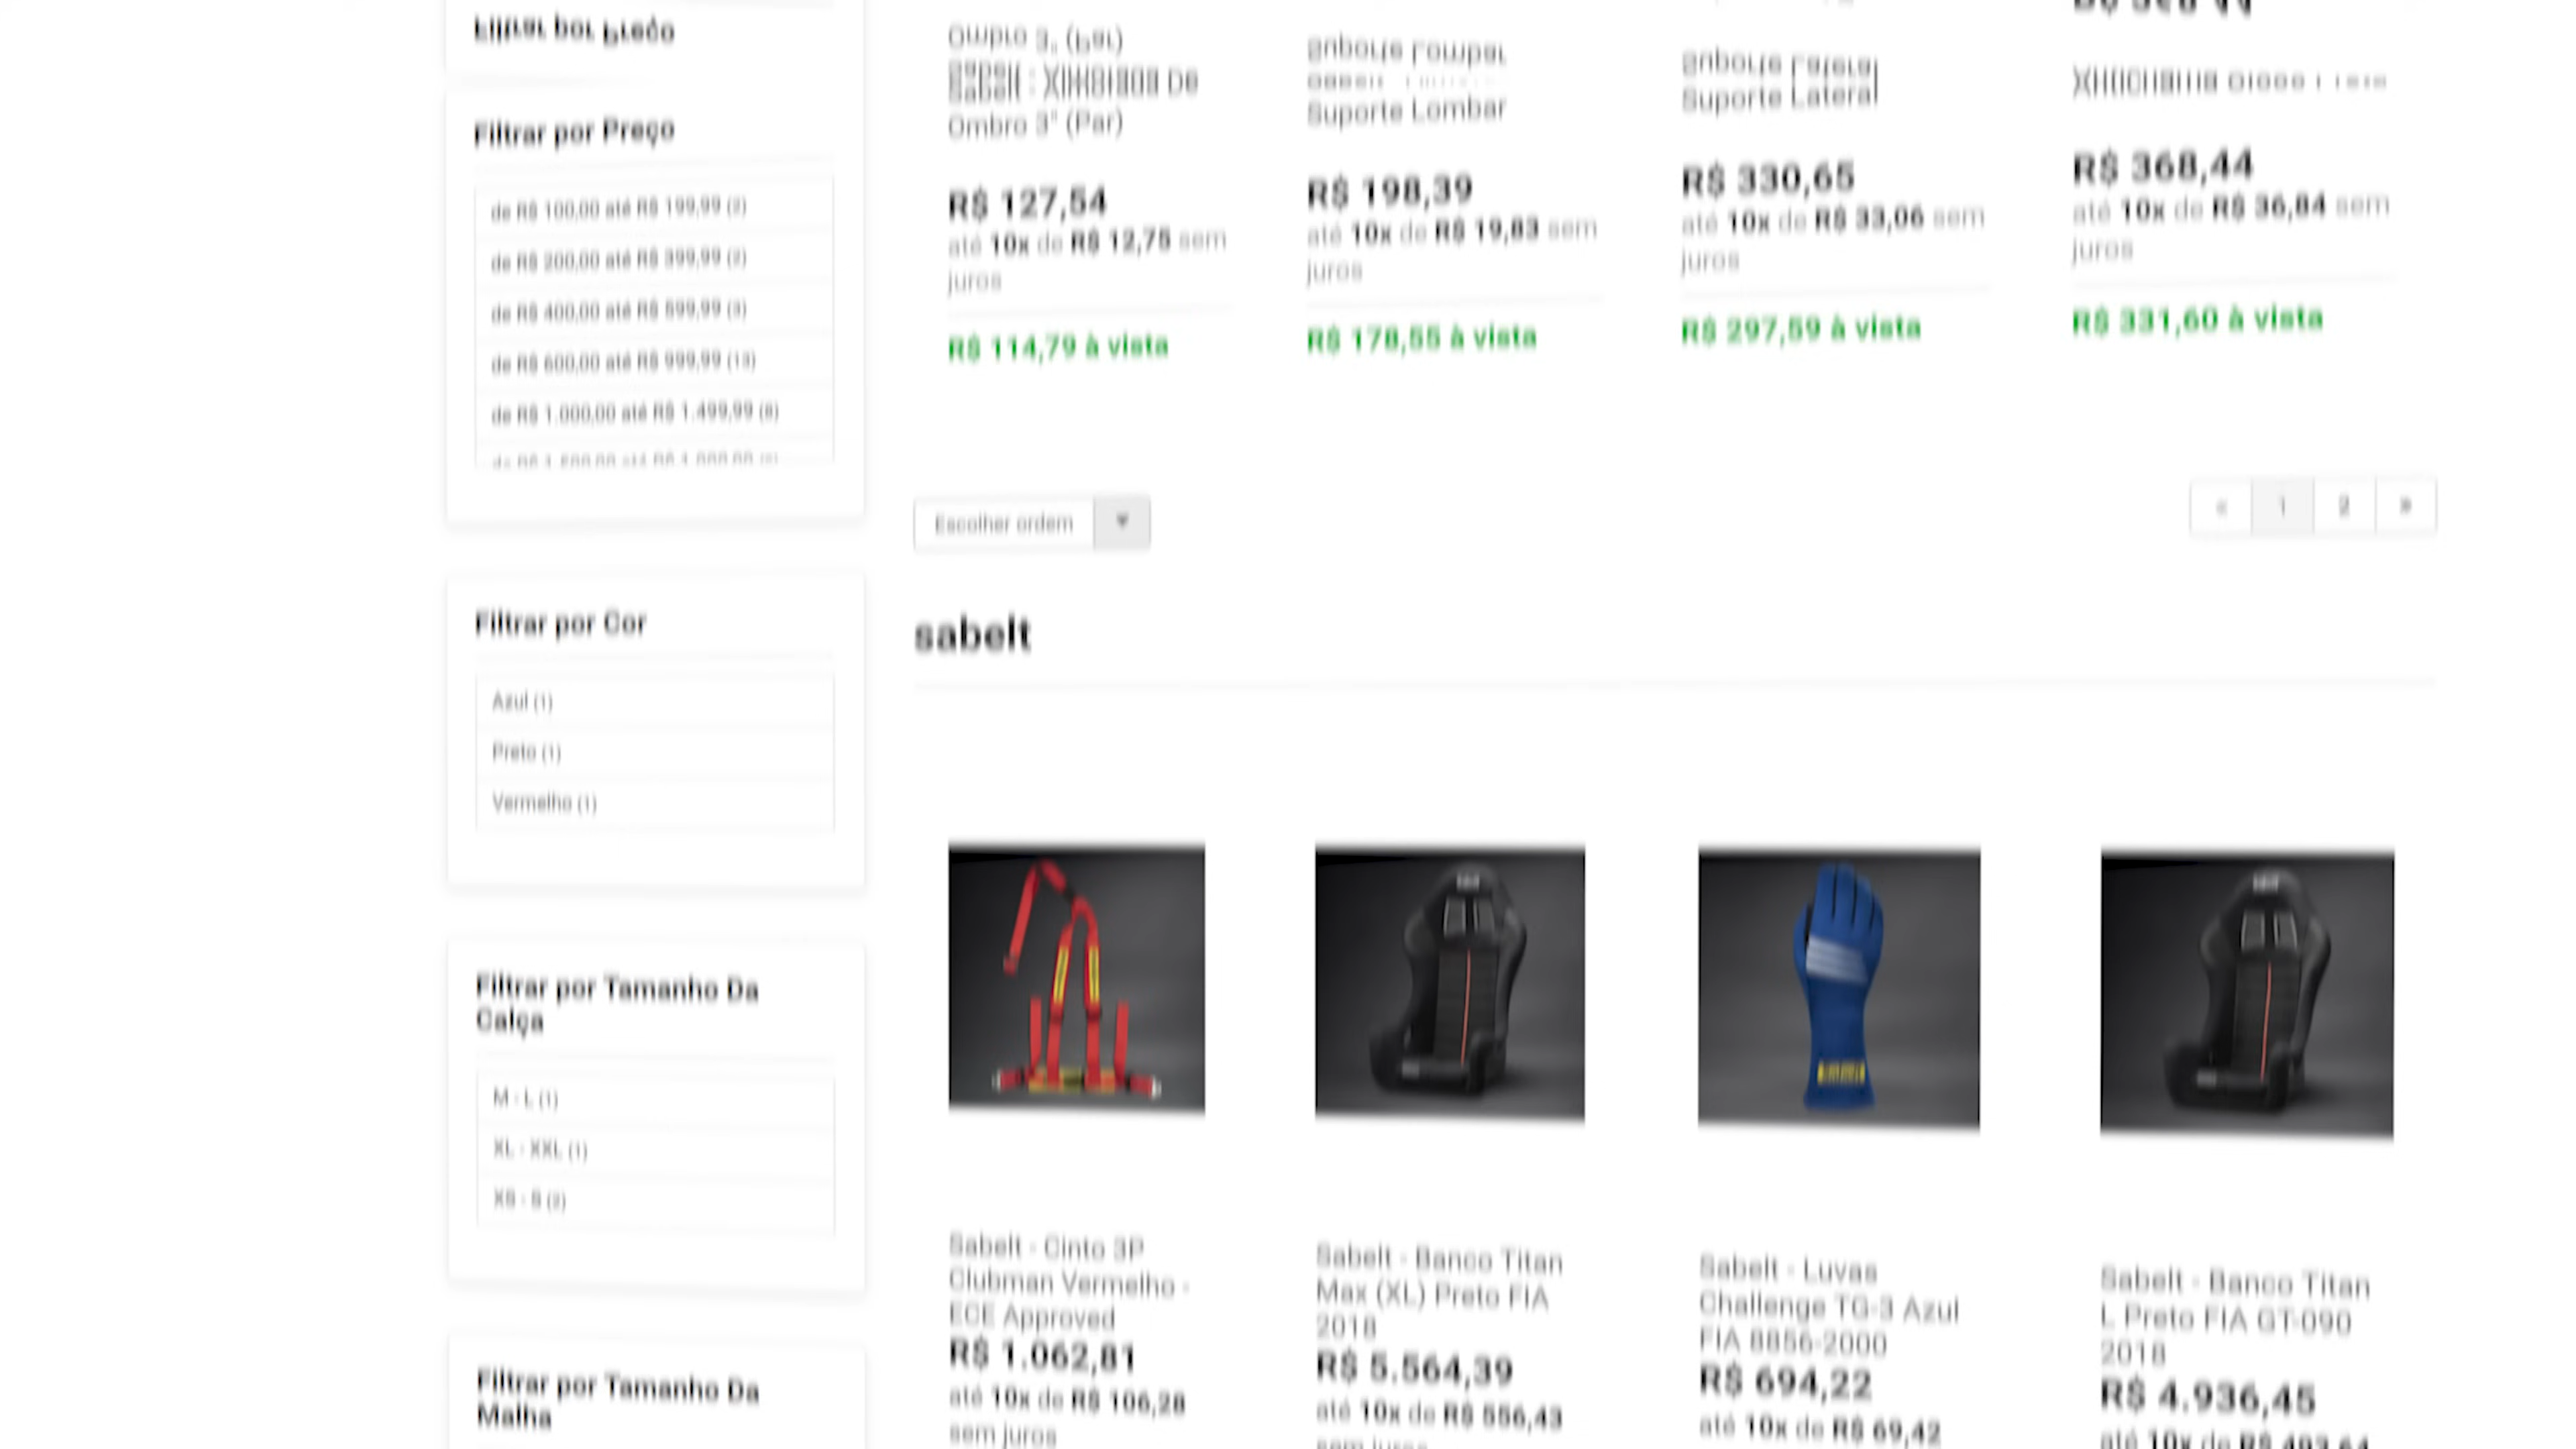 Filtrar por Preço
de R$ 100,00 até R$ 199,99 (2)
de R$ 200,00 até R$ 399,99 (2)
de R$ 400,00 até R$ 599,99 (3)
de R$ 600,00 até R$ 999,99 (13)
de R$ 1.000,00 até R$ 1.499,99 (8)
Filtrar por Cor
Azul (1)
Preto (1)
Vermelho (1)
Filtrar por Tamanho Da
Calça
M - L (1)
XL - XXL (1)
XS - S (2)
Filtrar por Tamanho Da
Malha
Ombro 3" (Par)
R$ 127,54
até 10x de R$ 12,75 sem
juros
R$ 114,79 à vista
Suporte Lombar
R$ 198,39
até 10x de R$ 19,83 sem
juros
R$ 178,55 à vista
Suporte Lateral
R$ 330,65
até 10x de R$ 33,06 sem
juros
R$ 297,59 à vista
R$ 368,44
até 10x de R$ 36,84 sem
juros
R$ 331,60 à vista
Escolher ordem
« 1 2 »
sabelt
Sabelt - Cinto 3P
Clubman Vermelho -
ECE Approved
R$ 1.062,81
até 10x de R$ 106,28
sem juros
Sabelt - Banco Titan
Max (XL) Preto FIA
2018
R$ 5.564,39
até 10x de R$ 556,43
sem juros
Sabelt - Luvas
Challenge TG-3 Azul
FIA 8856-2000
R$ 694,22
até 10x de R$ 69,42
Sabelt - Banco Titan
L Preto FIA GT-090
2018
R$ 4.936,45
até 10x de R$ 493,64